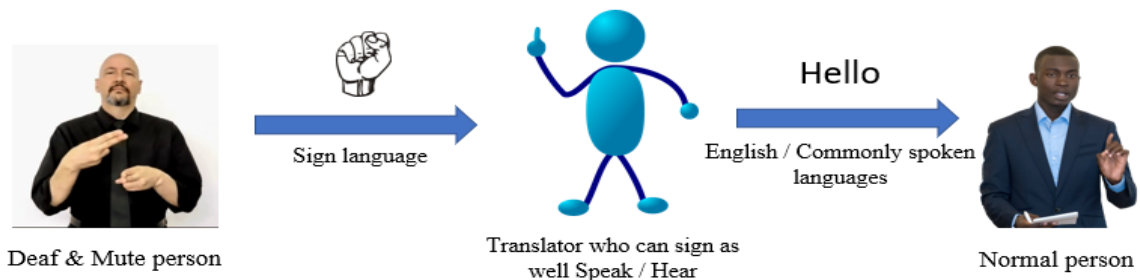 Hello
Sign language
English / Commonly spoken
languages
Deaf & Mute person
Translator who can sign as
well Speak / Hear
Normal person